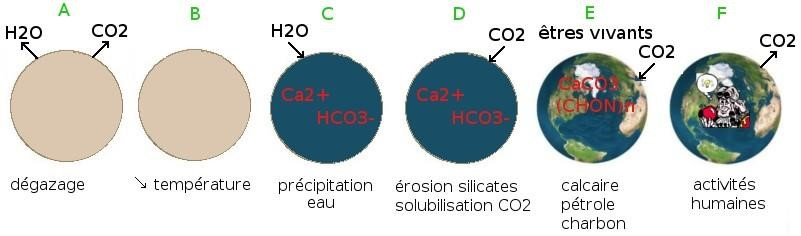 A
B
C
D
E
F
H2O
CO2
H2O
CO2
êtres vivants
CO2
CO2
Ca2+
HCO3-
Ca2+
HCO3-
CaCO3
(CHON)n
dégazage
↘ température
précipitation
eau
érosion silicates
solubilisation CO2
calcaire
pétrole
charbon
activités
humaines